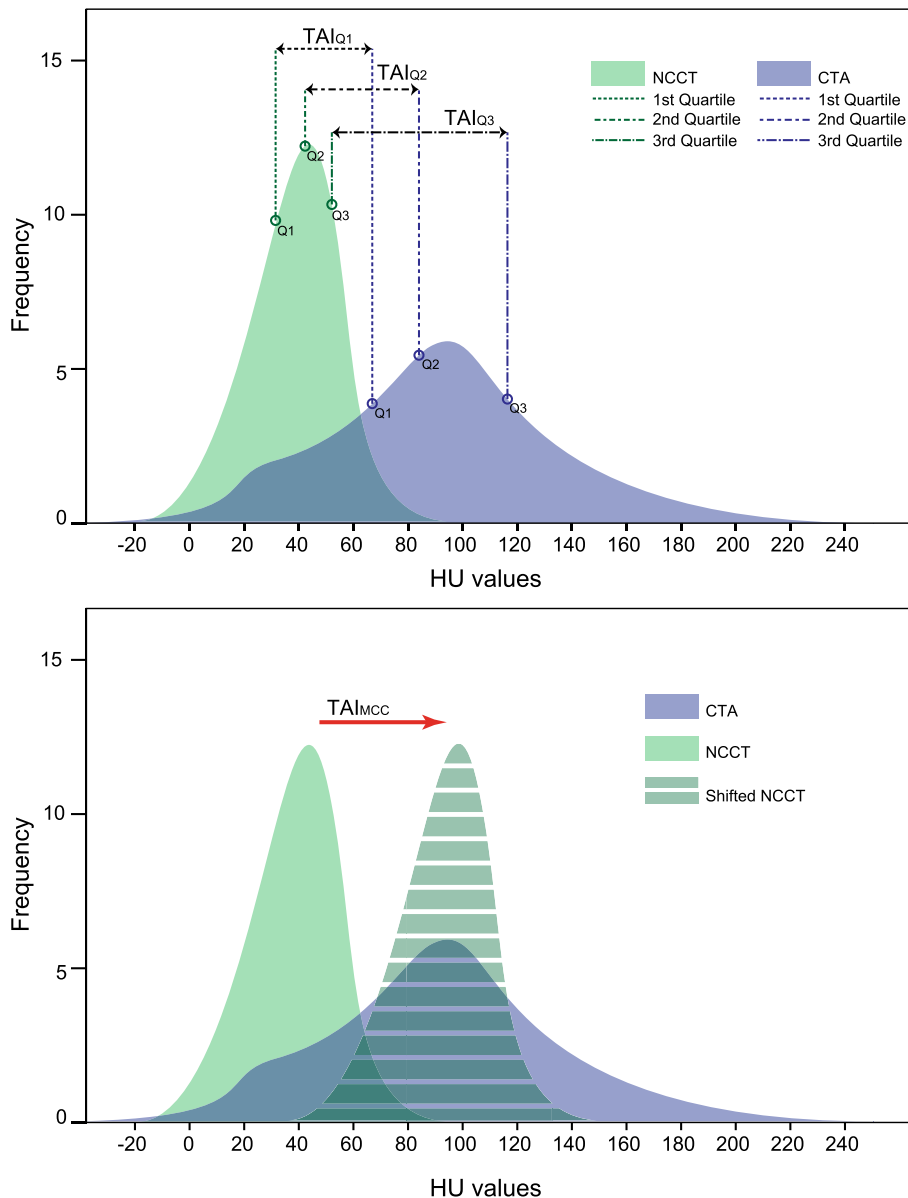 TAIQ1
TAIQ2
TAIQ3
NCCT
1st Quartile
2nd Quartile
3rd Quartile
CTA
1st Quartile
2nd Quartile
3rd Quartile
15
10
5
0
Frequency
Q2
Q3
Q1
Q2
Q1
Q3
-20 0 20 40 60 80 100 120 140 160 180 200 220 240
HU values
TAIMCC
CTA
NCCT
Shifted NCCT
15
10
5
0
Frequency
-20 0 20 40 60 80 100 120 140 160 180 200 220 240
HU values